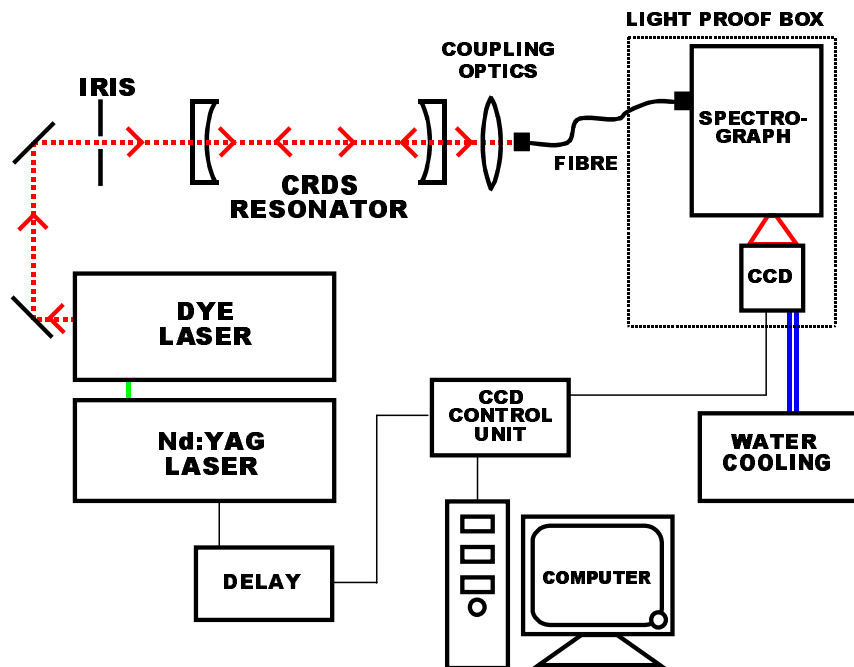 LIGHT PROOF BOX
COUPLING
OPTICS
IRIS
SPECTRO-
GRAPH
FIBRE
CRDS
RESONATOR
CCD
DYE
LASER
CCD
CONTROL
UNIT
Nd:YAG
LASER
WATER
COOLING
DELAY
COMPUTER